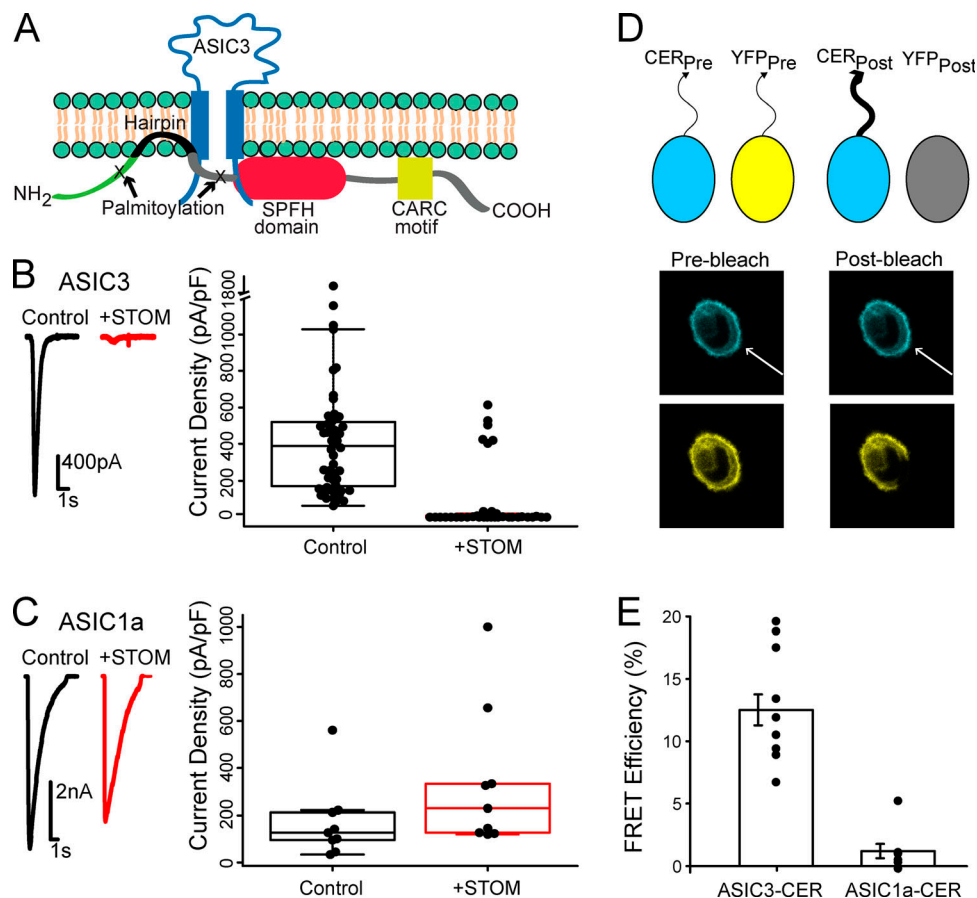 A
ASIC3
Hairpin
NH2
Palmitoylation
SPFH
domain
CARC
motif
COOH
B
ASIC3
Control
+STOM
400pA
1s
Current Density (pA/pF)
1800
1000
800
600
400
200
0
Control
+STOM
C
ASIC1a
Control
+STOM
2nA
1s
Current Density (pA/pF)
1000
800
600
400
200
0
Control
+STOM
D
CERPre
YFPPre
CERPost
YFPPost
Pre-bleach
Post-bleach
E
FRET Efficiency (%)
20
15
10
5
0
ASIC3-CER
ASIC1a-CER